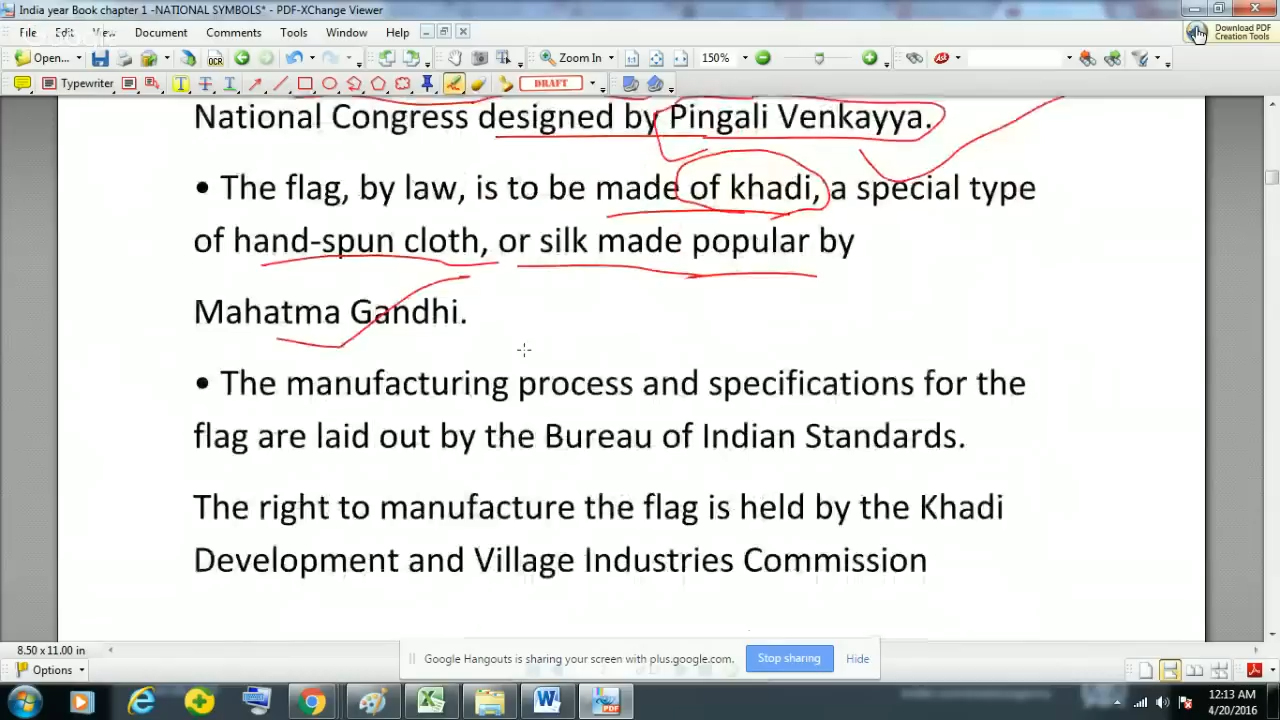 India year Book chapter 1 -NATIONAL SYMBOLS* - PDF-XChange Viewer
File Edit View Document Comments Tools Window Help
Download PDF
Creation Tools
Open... OCR Zoom In 150%
Typewriter DRAFT
National Congress designed by Pingali Venkayya.
• The flag, by law, is to be made of khadi, a special type
of hand-spun cloth, or silk made popular by
Mahatma Gandhi.
• The manufacturing process and specifications for the
flag are laid out by the Bureau of Indian Standards.
The right to manufacture the flag is held by the Khadi
Development and Village Industries Commission
8.50 x 11.00 in
Google Hangouts is sharing your screen with plus.google.com. Stop sharing Hide
Options
12:13 AM
4/20/2016